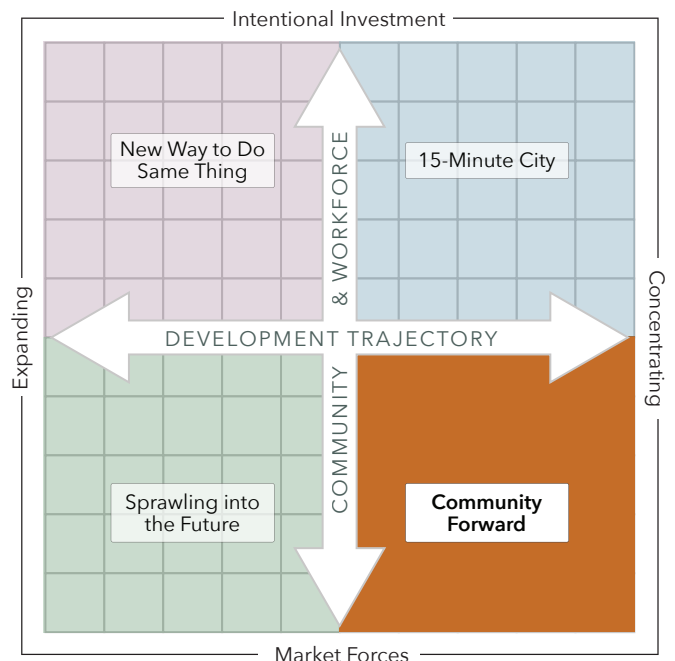 Intentional Investment
New Way to Do
Same Thing
15-Minute City
COMMUNITY & WORKFORCE
Expanding
DEVELOPMENT TRAJECTORY
Concentrating
Sprawling into
the Future
Community
Forward
Market Forces